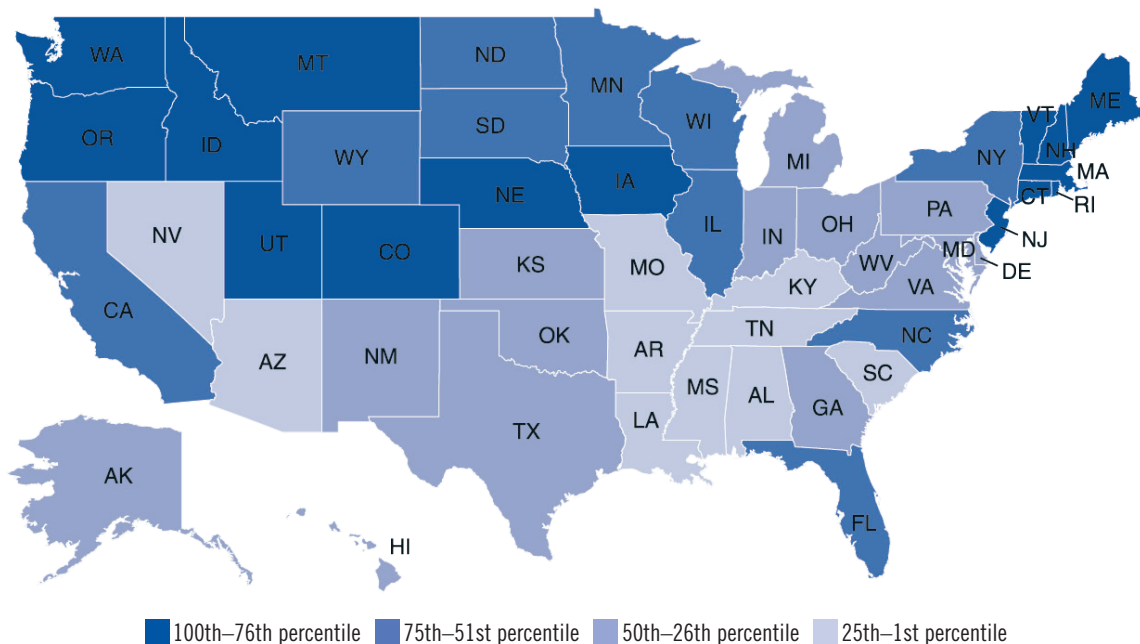 WA
MT
ND
MN
ME
VT
NH
OR
ID
SD
WI
NY
MA
WY
MI
CT
RI
NE
IA
PA
NJ
NV
UT
CO
IL
IN
OH
MD
DE
CA
KS
MO
WV
VA
KY
AZ
NM
OK
AR
TN
NC
SC
MS
AL
GA
TX
LA
AK
HI
FL
100th–76th percentile 75th–51st percentile 50th–26th percentile 25th–1st percentile